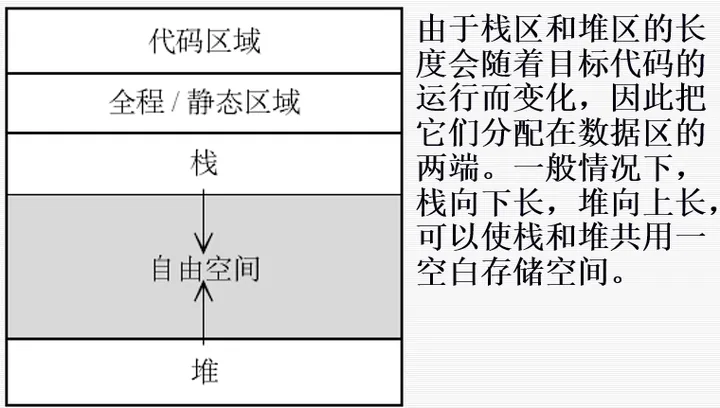 代码区域
全程 / 静态区域
栈
自由空间
堆
由于栈区和堆区的长
度会随着目标代码的
运行而变化，因此把
它们分配在数据区的
两端。一般情况下，
栈向下长，堆向上长，
可以使栈和堆共用一
空白存储空间。